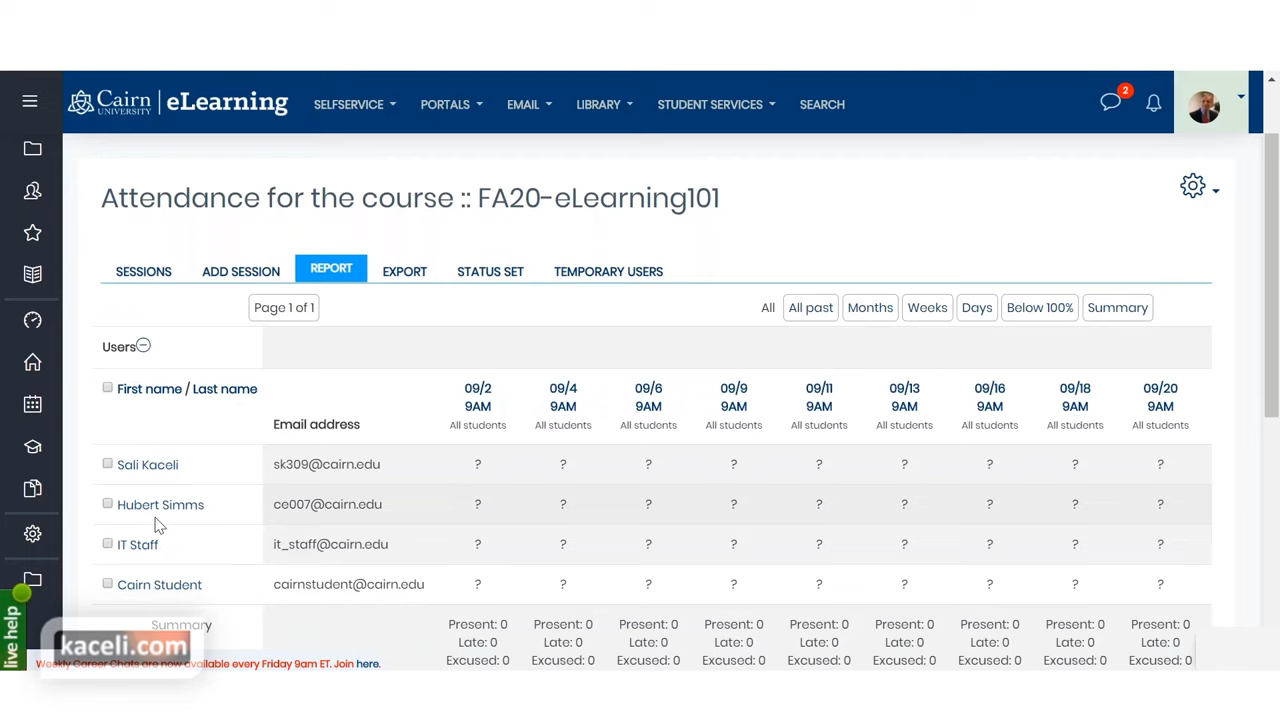 Cairn UNIVERSITY eLearning SELFSERVICE PORTALS EMAIL LIBRARY STUDENT SERVICES SEARCH 2
Attendance for the course :: FA20-eLearning101
SESSIONS ADD SESSION REPORT EXPORT STATUS SET TEMPORARY USERS
Page 1 of 1 All All past Months Weeks Days Below 100% Summary
Users
First name / Last name Email address
09/2 09/4 09/6 09/9 09/11 09/13 09/16 09/18 09/20
9AM 9AM 9AM 9AM 9AM 9AM 9AM 9AM 9AM
All students All students All students All students All students All students All students All students All students
Sali Kaceli sk309@cairn.edu ? ? ? ? ? ? ? ? ?
Hubert Simms ce007@cairn.edu ? ? ? ? ? ? ? ? ?
IT Staff it_staff@cairn.edu ? ? ? ? ? ? ? ? ?
Cairn Student cairnstudent@cairn.edu ? ? ? ? ? ? ? ? ?
Summary Present: 0 Present: 0 Present: 0 Present: 0 Present: 0 Present: 0 Present: 0 Present: 0 Present: 0
Late: 0 Late: 0 Late: 0 Late: 0 Late: 0 Late: 0 Late: 0 Late: 0 Late: 0
Excused: 0 Excused: 0 Excused: 0 Excused: 0 Excused: 0 Excused: 0 Excused: 0 Excused: 0 Excused: 0
live help
kaceli.com
Weekly Career Chats are now available every Friday 9am ET. Join here.